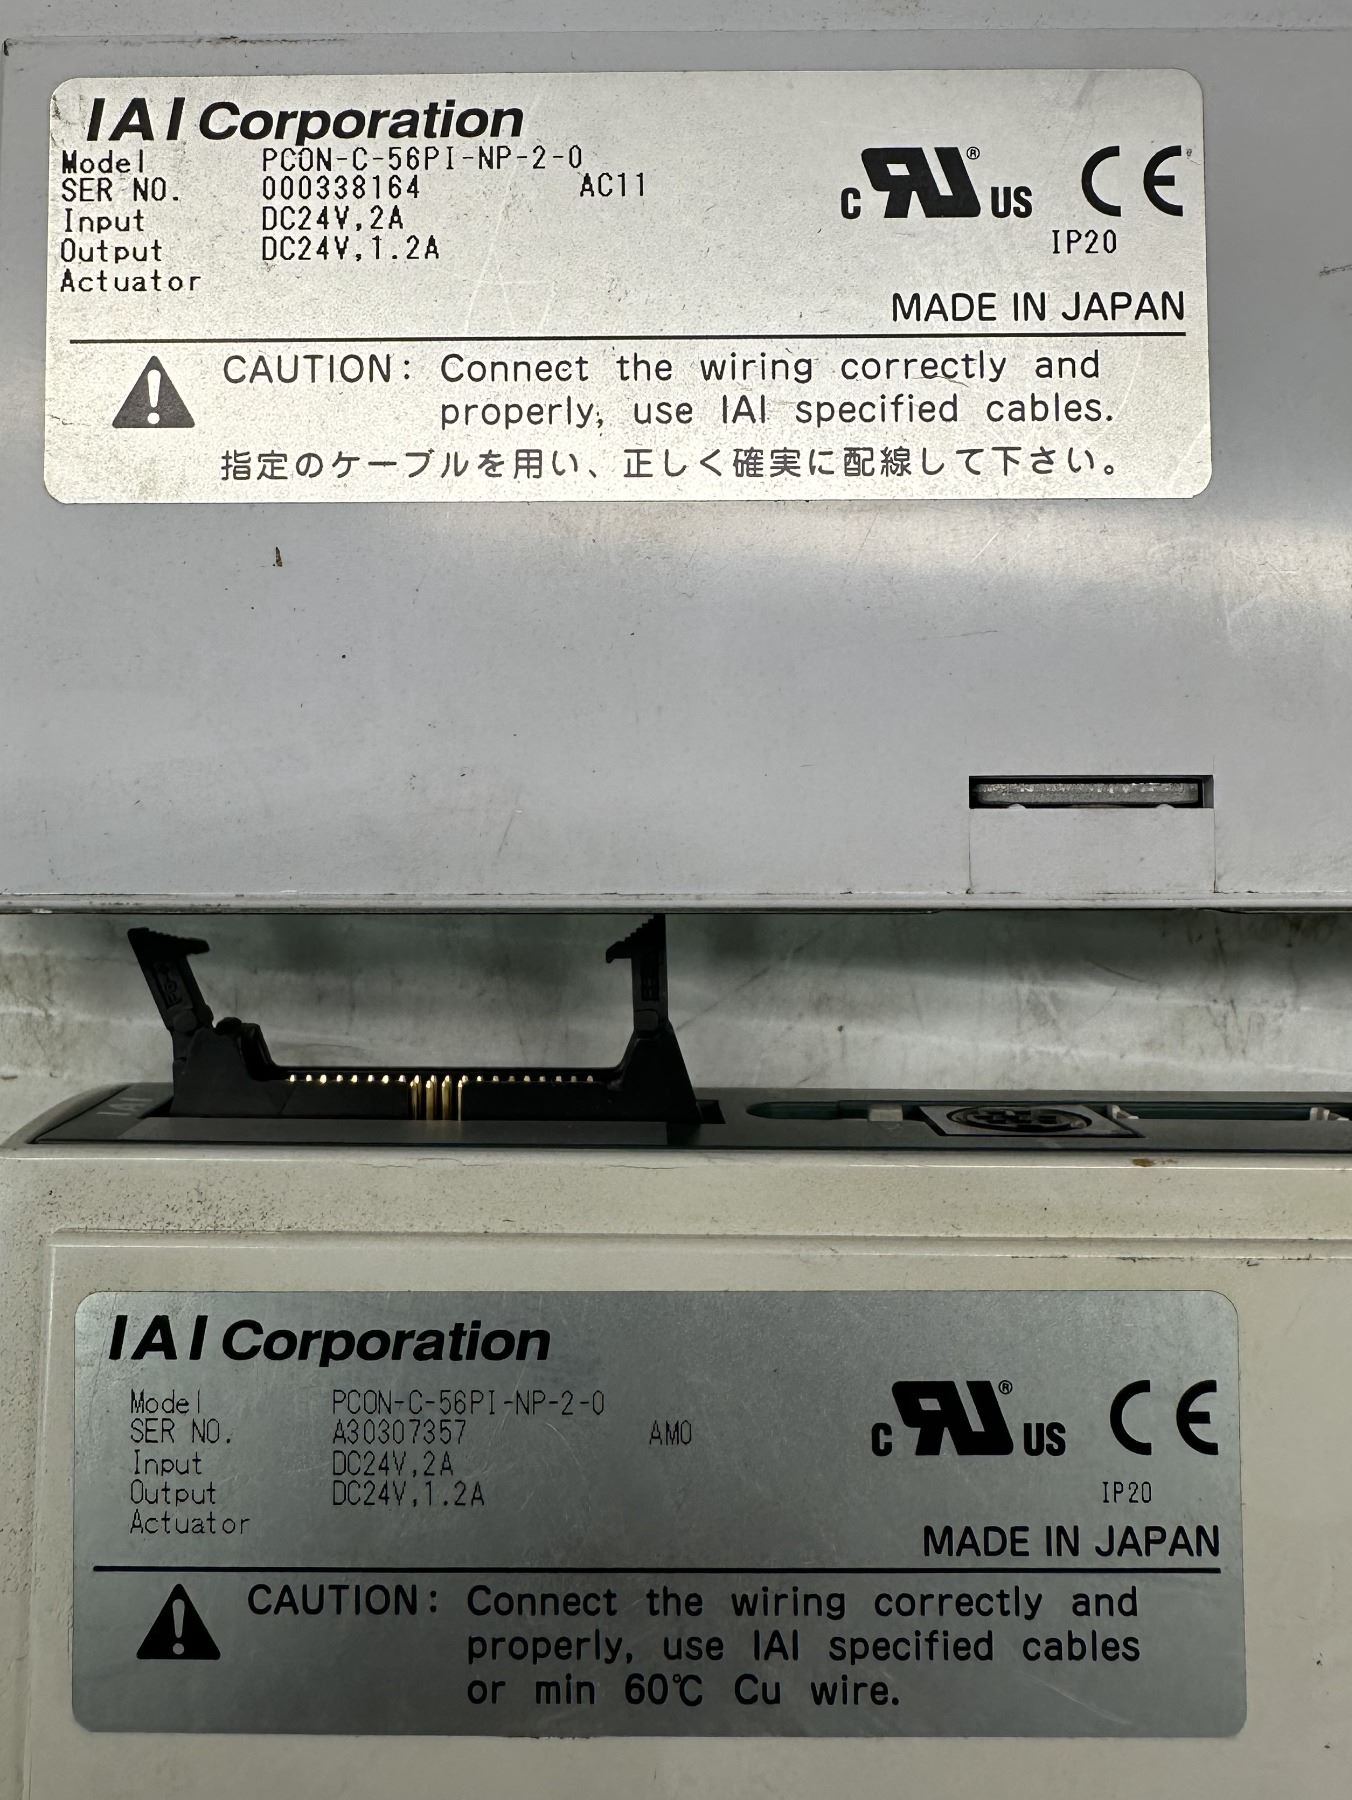 IAI Corporation
Model PCON-C-56PI-NP-2-0
SER NO. 000338164 AC11
Input DC24V,2A
Output DC24V,1.2A
Actuator
C RU ® US CE
IP20
MADE IN JAPAN
CAUTION: Connect the wiring correctly and
properly, use IAI specified cables.
指定のケーブルを用い、正しく確実に配線して下さい。
IAI
IAI Corporation
Model PCON-C-56PI-NP-2-0
SER NO. A30307357 AM0
Input DC24V,2A
Output DC24V,1.2A
Actuator
C RU ® US CE
IP20
MADE IN JAPAN
CAUTION: Connect the wiring correctly and
properly, use IAI specified cables
or min 60℃ Cu wire.